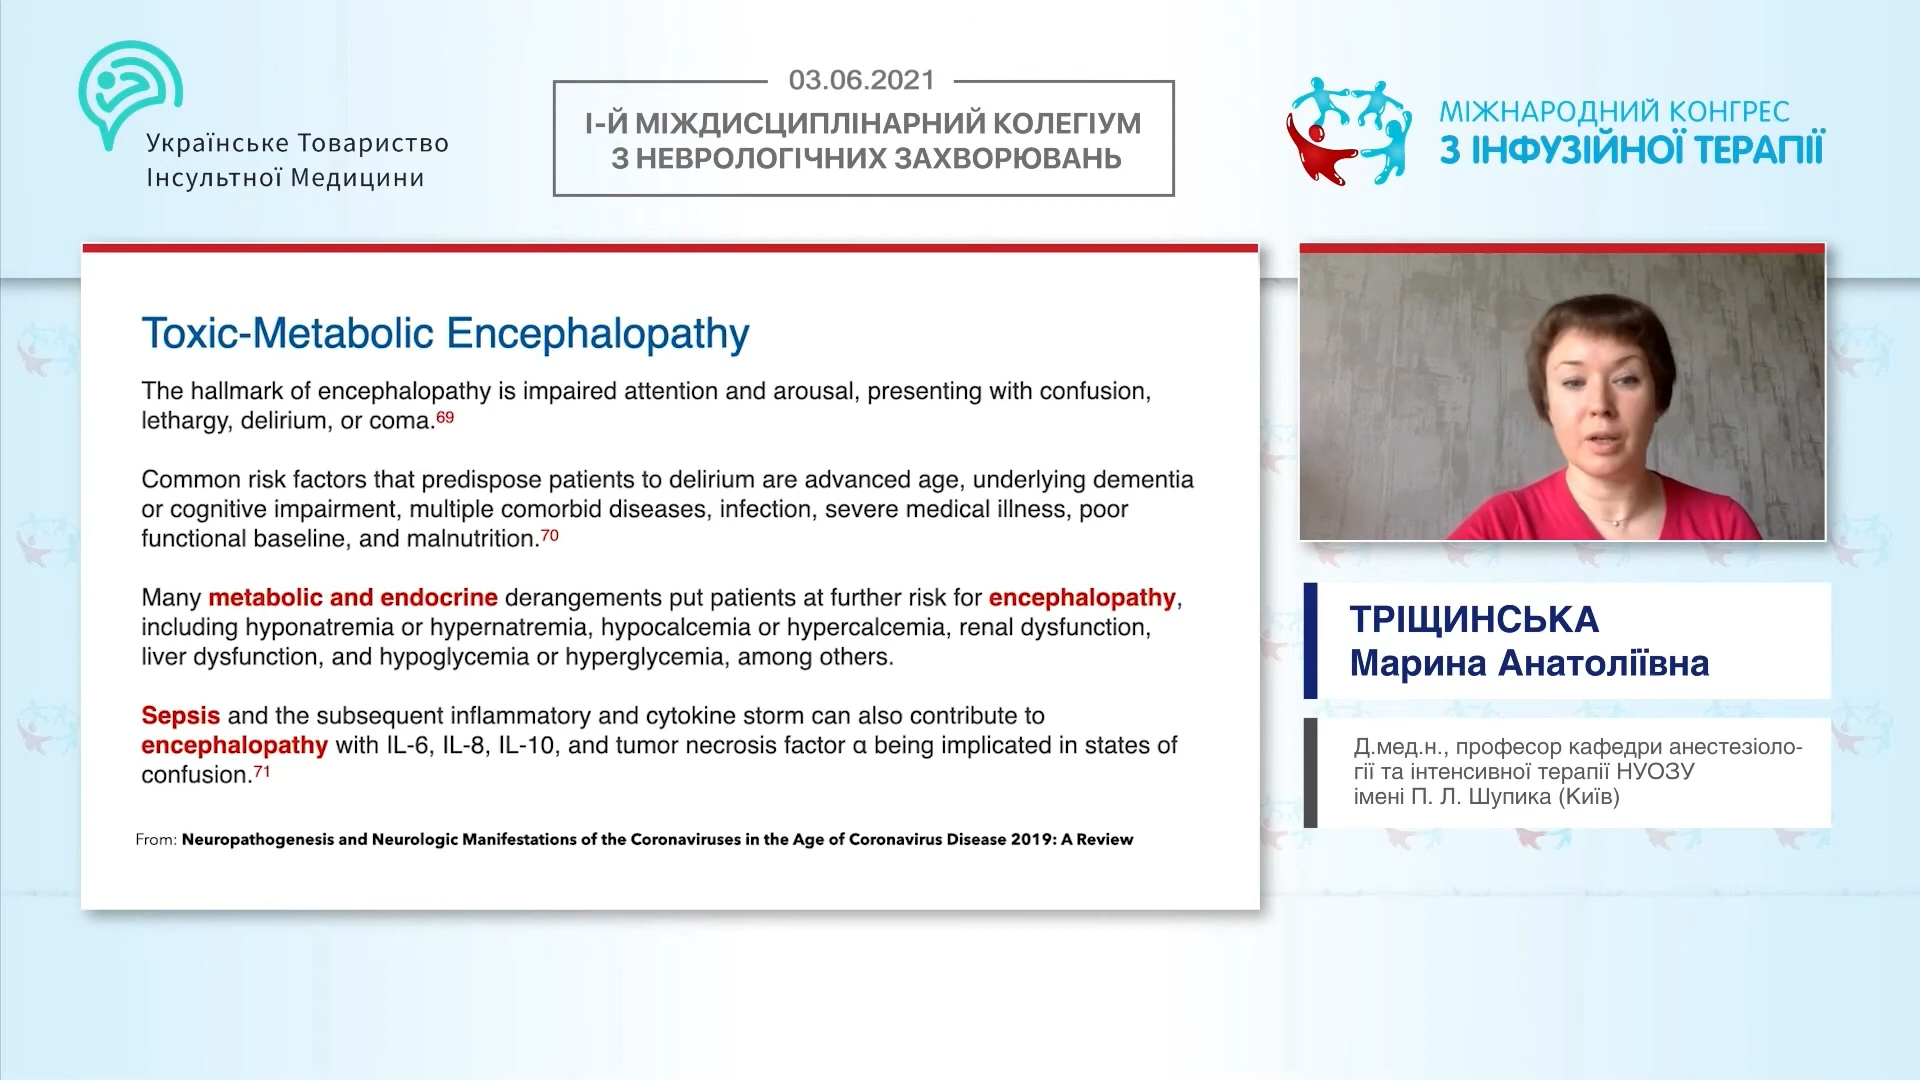 Українське Товариство
Інсультної Медицини
03.06.2021
І-Й МІЖДИСЦИПЛІНАРНИЙ КОЛЕГІУМ
З НЕВРОЛОГІЧНИХ ЗАХВОРЮВАНЬ
МІЖНАРОДНИЙ КОНГРЕС
З ІНФУЗІЙНОЇ ТЕРАПІЇ
Toxic-Metabolic Encephalopathy
The hallmark of encephalopathy is impaired attention and arousal, presenting with confusion,
lethargy, delirium, or coma.69
Common risk factors that predispose patients to delirium are advanced age, underlying dementia
or cognitive impairment, multiple comorbid diseases, infection, severe medical illness, poor
functional baseline, and malnutrition.70
Many metabolic and endocrine derangements put patients at further risk for encephalopathy,
including hyponatremia or hypernatremia, hypocalcemia or hypercalcemia, renal dysfunction,
liver dysfunction, and hypoglycemia or hyperglycemia, among others.
Sepsis and the subsequent inflammatory and cytokine storm can also contribute to
encephalopathy with IL-6, IL-8, IL-10, and tumor necrosis factor α being implicated in states of
confusion.71
From: Neuropathogenesis and Neurologic Manifestations of the Coronaviruses in the Age of Coronavirus Disease 2019: A Review
ТРІЩИНСЬКА
Марина Анатоліївна
Д.мед.н., професор кафедри анестезіоло-
гії та інтенсивної терапії НУОЗУ
імені П. Л. Шупика (Київ)